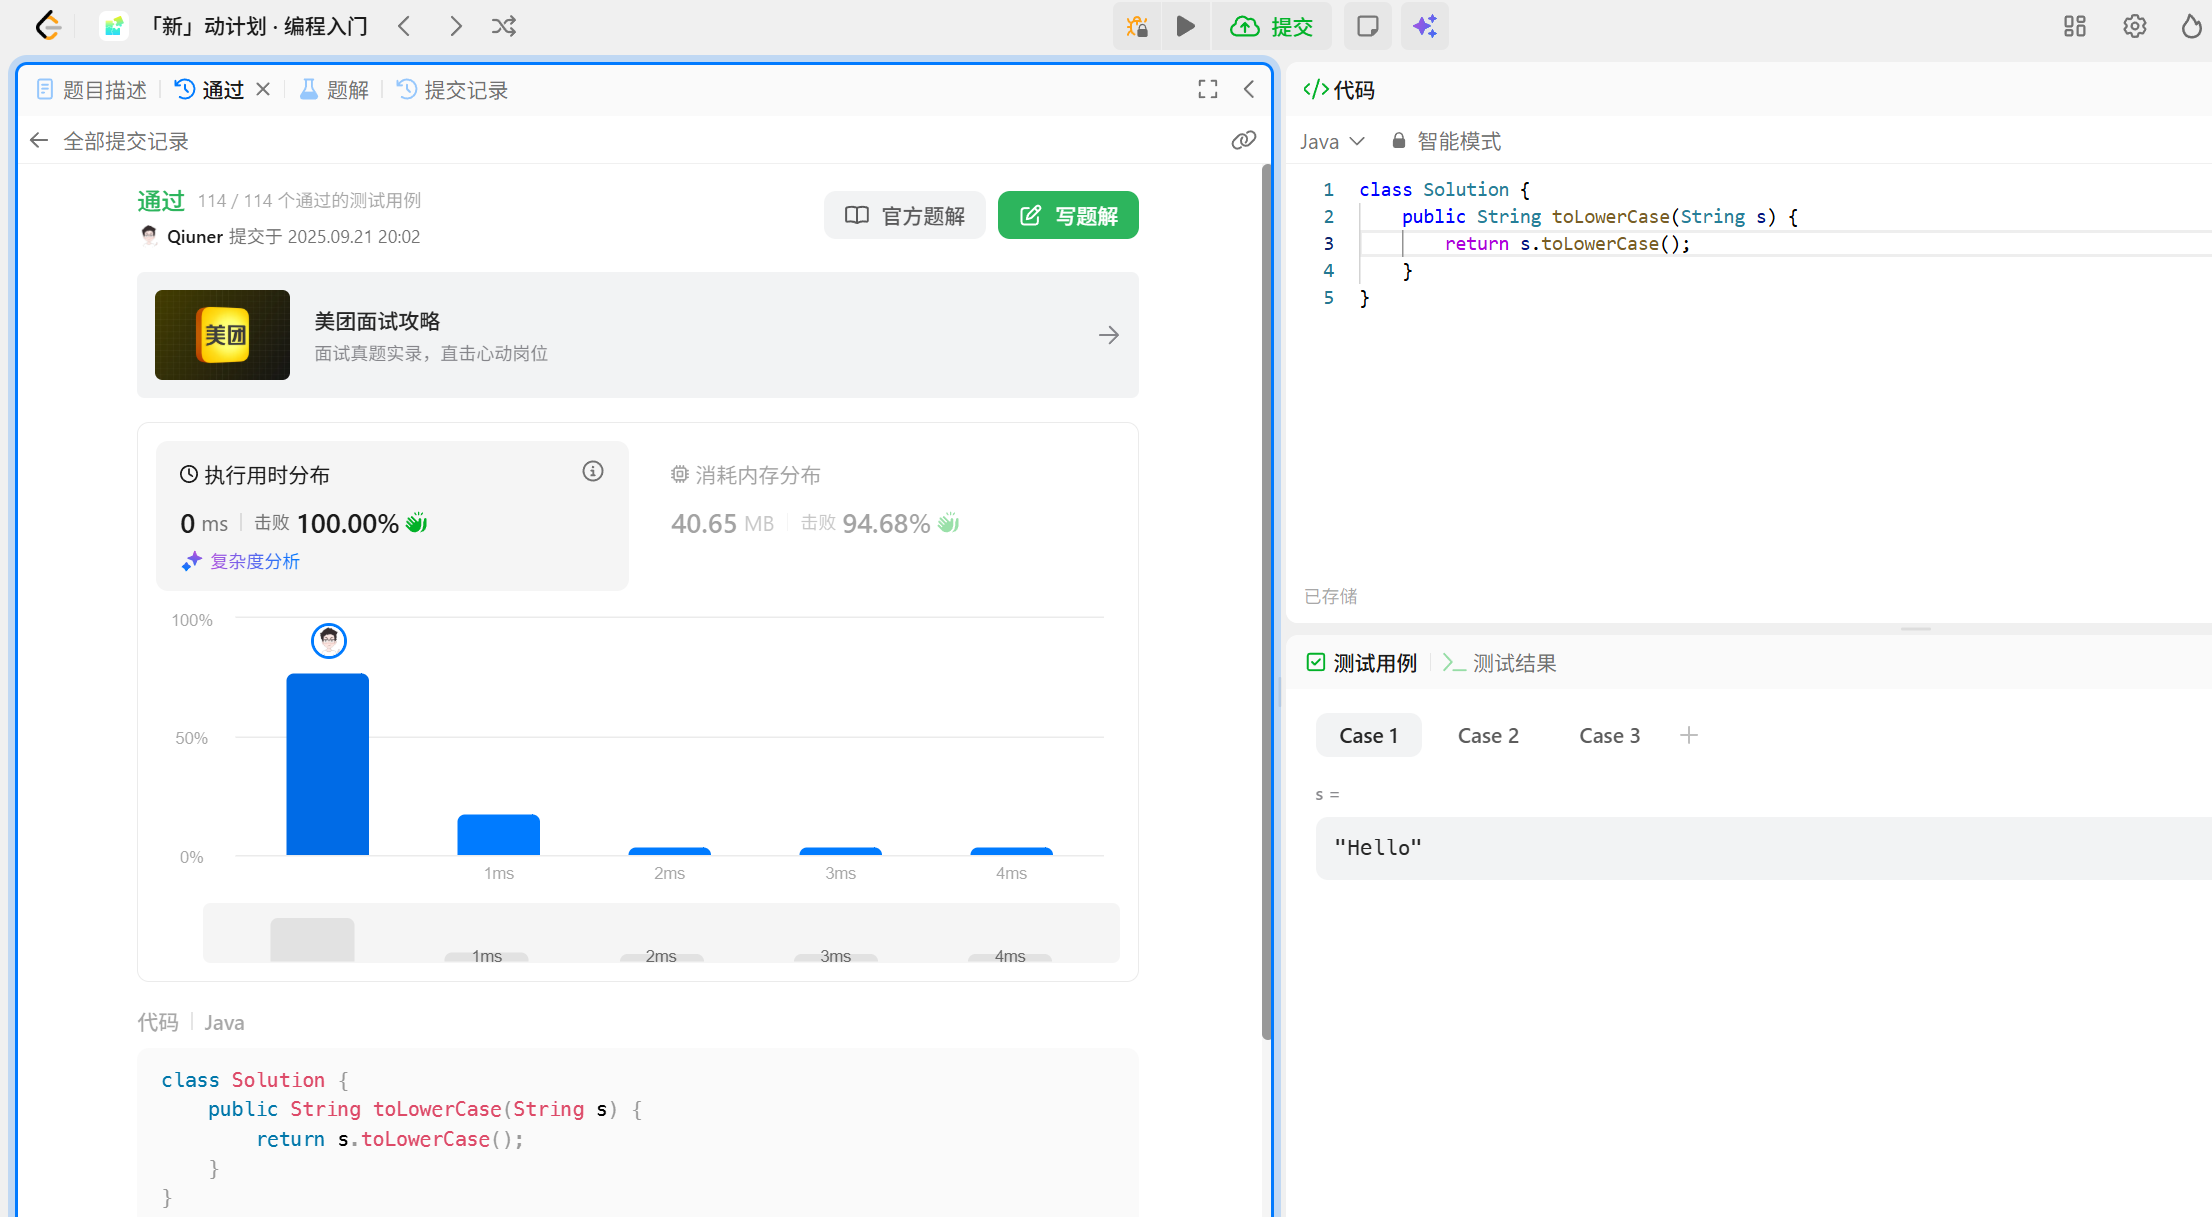 「新」动计划 · 编程入门
提交
题目描述
通过
题解
提交记录
全部提交记录
通过 114 / 114 个通过的测试用例
Qiuner 提交于 2025.09.21 20:02
官方题解
写题解
美团
美团面试攻略
面试真题实录，直击心动岗位
执行用时分布
0 ms 击败 100.00%
复杂度分析
消耗内存分布
40.65 MB 击败 94.68%
100%
50%
0%
1ms 2ms 3ms 4ms
1ms 2ms 3ms 4ms
代码 Java
class Solution {
    public String toLowerCase(String s) {
        return s.toLowerCase();
    }
}
</>代码
Java 智能模式
1 class Solution {
2     public String toLowerCase(String s) {
3         return s.toLowerCase();
4     }
5 }
已存储
测试用例
测试结果
Case 1 Case 2 Case 3
s =
"Hello"